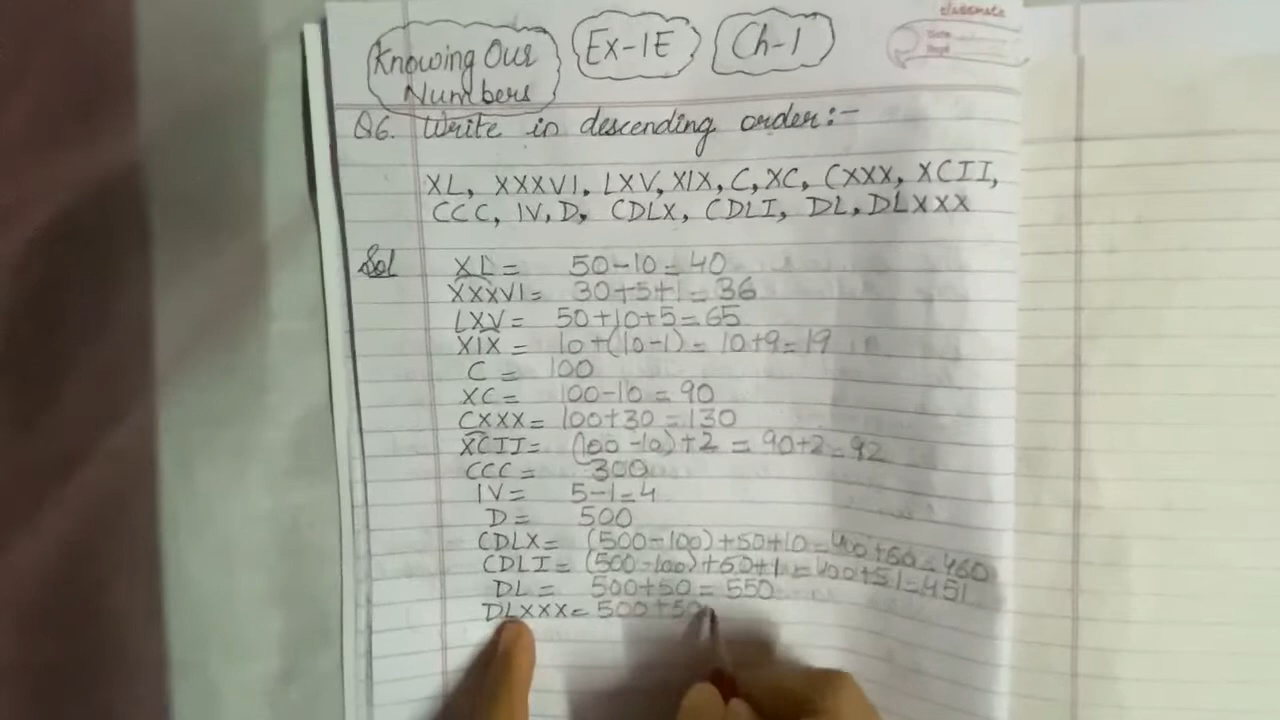 classmate
Date
Page
Knowing Our Numbers
Ex-1E
Ch-1
Q6. Write in descending order:-
XL, XXXVI, LXV, XIX, C, XC, CXXX, XCII,
CCC, IV, D, CDLX, CDLI, DL, DLXXX
Sol XL = 50-10=40
XXXVI= 30+5+1=36
LXV= 50+10+5=65
XIX = 10+(10-1)=10+9=19
C = 100
XC= 100-10=90
CXXX=100+30=130
XCII= (100-10)+2 = 90+2=92
CCC= 300
IV= 5-1=4
D= 500
CDLX= (500-100)+50+10=400+60=460
CDLI=(500-100)+50+1=400+51=451
DL= 500+50=550
DLXXX=500+50